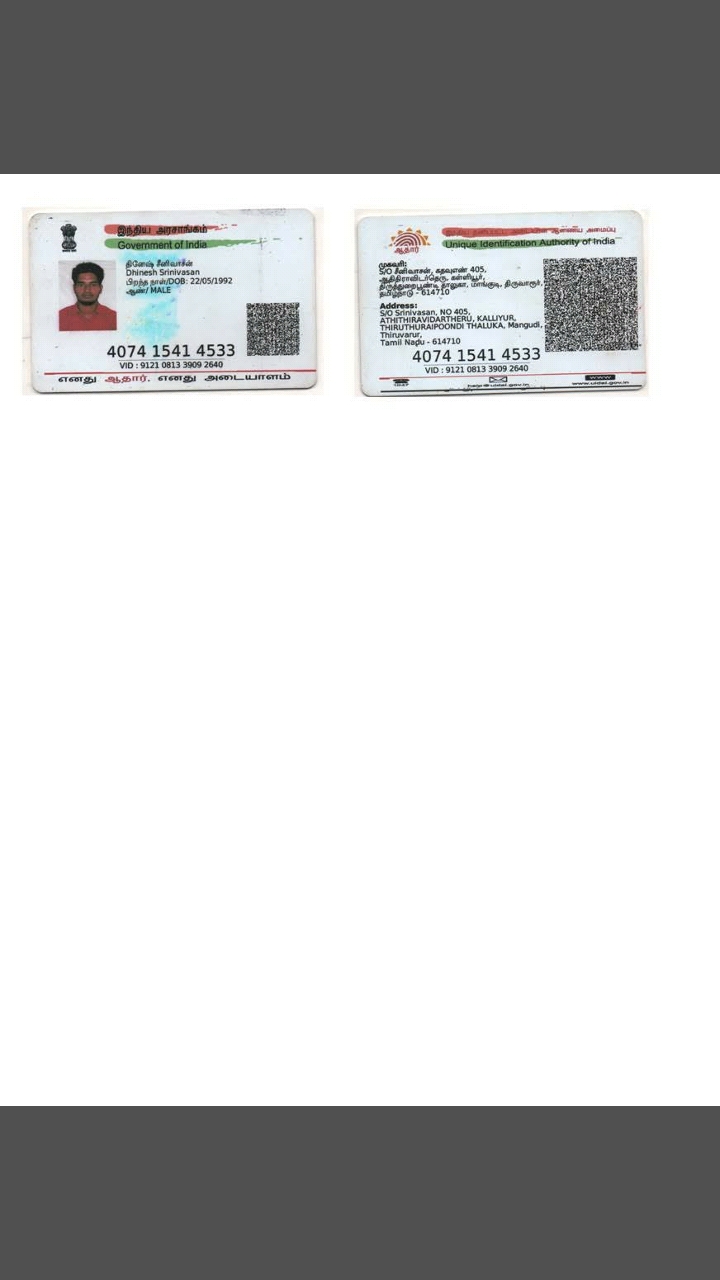 இந்திய அரசாங்கம்
Government of India
தினேஷ் சீனிவாசன்
Dhinesh Srinivasan
பிறந்த நாள்/DOB: 22/05/1992
ஆண்/ MALE
4074 1541 4533
VID : 9121 0813 3909 2640
எனது ஆதார், எனது அடையாளம்
ஆணைய அமைப்பு
Unique Identification Authority of India
ஆதார்
முகவரி:
S/O சீனிவாசன், கதவுஎண் 405,
ஆதிதிராவிடர்தெரு, கள்ளியூர்,
திருத்துறைபூண்டி தாலுகா, மாங்குடி, திருவாரூர்,
தமிழ்நாடு - 614710
Address:
S/O Srinivasan, NO 405,
ATHITHIRAVIDARTHERU, KALLIYUR,
THIRUTHURAIPOONDI THALUKA, Mangudi,
Thiruvarur,
Tamil Nadu - 614710
4074 1541 4533
VID : 9121 0813 3909 2640
help@uidai.gov.in
www
www.uidai.gov.in